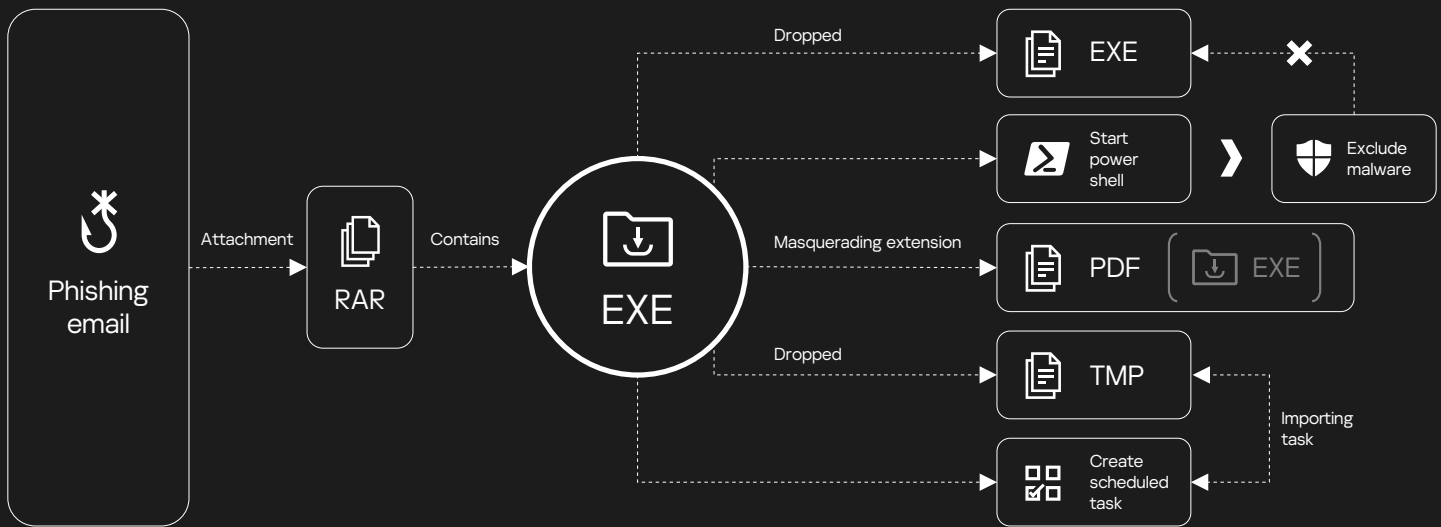 Phishing
email
Attachment
RAR
Contains
EXE
Dropped
EXE
Start
power
shell
Exclude
malware
Masquerading extension
PDF
EXE
Dropped
TMP
Importing
task
Create
scheduled
task